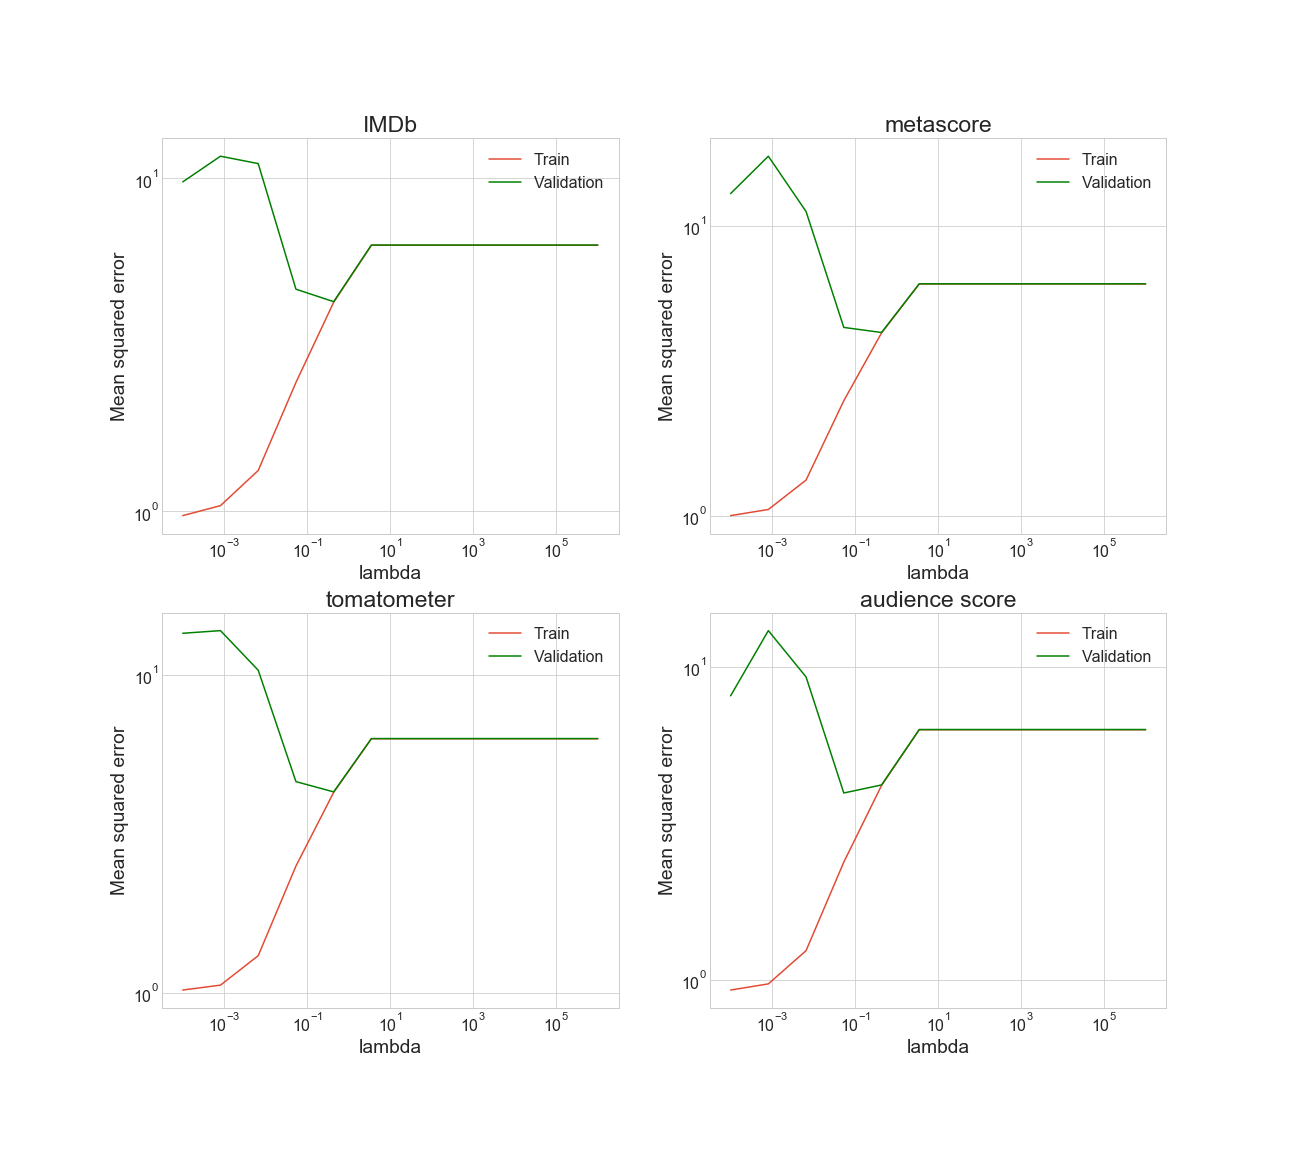 IMDb
Train
Validation
10^1
10^0
Mean squared error
10^−3 10^−1 10^1 10^3 10^5
lambda
metascore
Train
Validation
10^1
10^0
Mean squared error
10^−3 10^−1 10^1 10^3 10^5
lambda
tomatometer
Train
Validation
10^1
10^0
Mean squared error
10^−3 10^−1 10^1 10^3 10^5
lambda
audience score
Train
Validation
10^1
10^0
Mean squared error
10^−3 10^−1 10^1 10^3 10^5
lambda